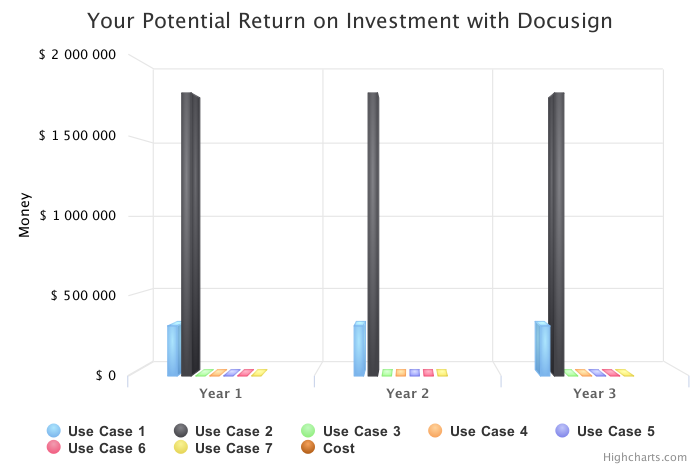 Your Potential Return on Investment with Docusign
$ 2 000 000
$ 1 500 000
$ 1 000 000
$ 500 000
$ 0
Money
Year 1
Year 2
Year 3
Use Case 1
Use Case 2
Use Case 3
Use Case 4
Use Case 5
Use Case 6
Use Case 7
Cost
Highcharts.com